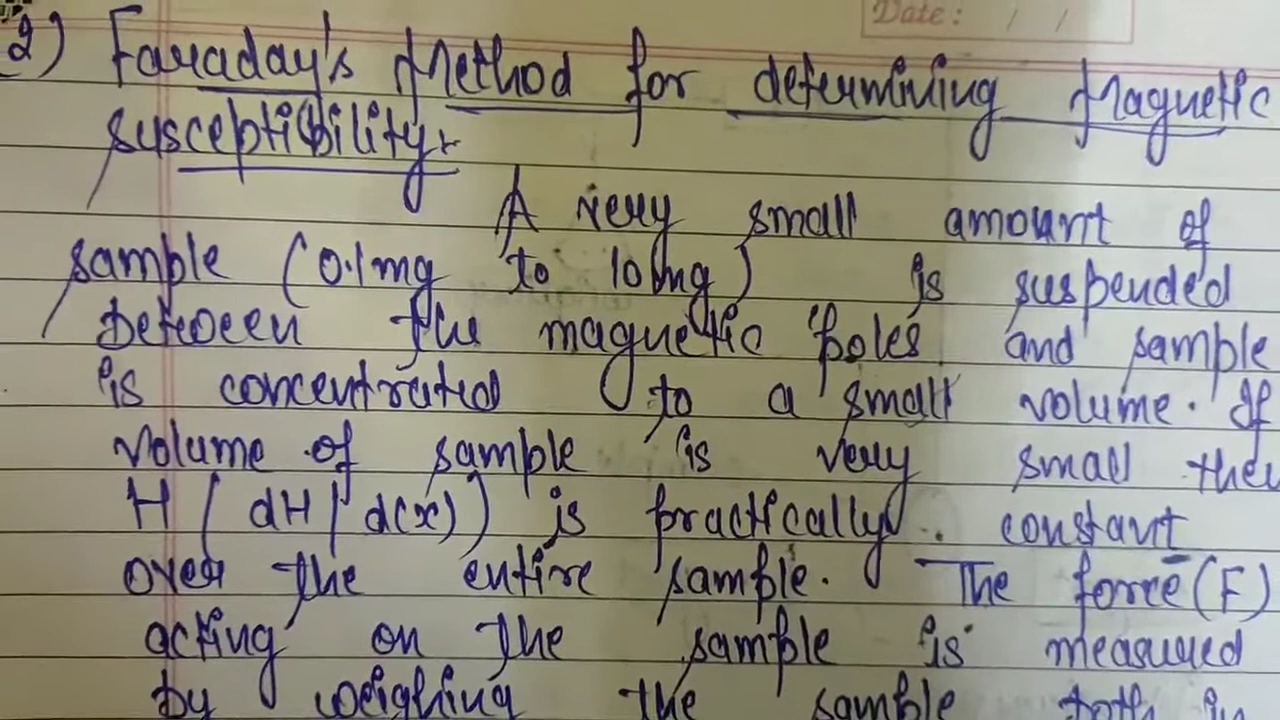 Date: / /
2) Faraday's Method for determining Magnetic
susceptibility:-
A very small amount of
sample (0.1mg to 10mg) is suspended
between the magnetic poles and sample
is concentrated to a small volume. If
volume of sample is very small then
H (dH/d(x)) is practically constant
over the entire sample. The force (F)
acting on the sample is measured
by weighing the sample both in